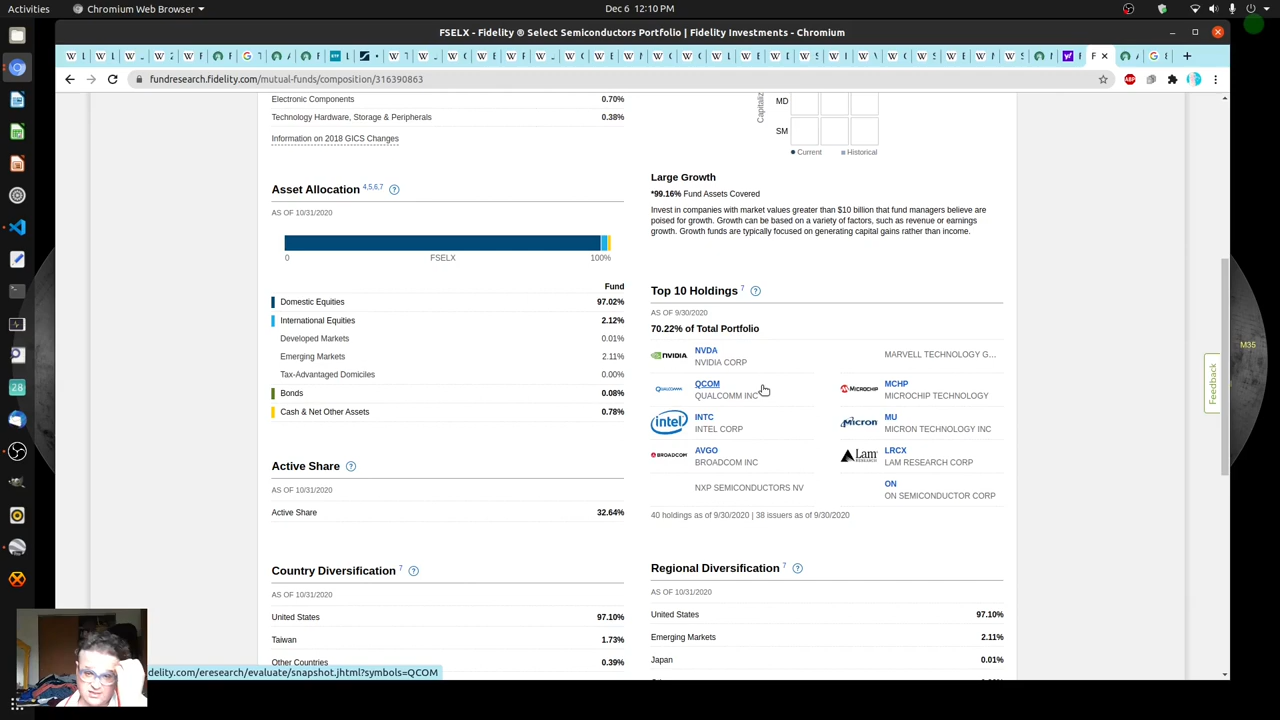 Activities
Chromium Web Browser
Dec 6 12:10 PM
FSELX - Fidelity ® Select Semiconductors Portfolio | Fidelity Investments - Chromium
fundresearch.fidelity.com/mutual-funds/composition/316390863
Electronic Components 0.70%
Technology Hardware, Storage & Peripherals 0.38%
Information on 2018 GICS Changes
Asset Allocation 4,5,6,7 ?
AS OF 10/31/2020
0 FSELX 100%
Fund
Domestic Equities 97.02%
International Equities 2.12%
Developed Markets 0.01%
Emerging Markets 2.11%
Tax-Advantaged Domiciles 0.00%
Bonds 0.08%
Cash & Net Other Assets 0.78%
Active Share ?
AS OF 10/31/2020
Active Share 32.64%
Country Diversification 7 ?
AS OF 10/31/2020
United States 97.10%
Taiwan 1.73%
Other Countries 0.39%
delity.com/eresearch/evaluate/snapshot.jhtml?symbols=QCOM
Capitaliz
MD
SM
Current Historical
Large Growth
*99.16% Fund Assets Covered
Invest in companies with market values greater than $10 billion that fund managers believe are
poised for growth. Growth can be based on a variety of factors, such as revenue or earnings
growth. Growth funds are typically focused on generating capital gains rather than income.
Top 10 Holdings 7 ?
AS OF 9/30/2020
70.22% of Total Portfolio
NVIDIA NVDA
NVIDIA CORP
MARVELL TECHNOLOGY G...
QUALCOMM QCOM
QUALCOMM INC
MICROCHIP MCHP
MICROCHIP TECHNOLOGY
intel INTC
INTEL CORP
Micron MU
MICRON TECHNOLOGY INC
BROADCOM AVGO
BROADCOM INC
Lam RESEARCH LRCX
LAM RESEARCH CORP
NXP SEMICONDUCTORS NV
ON
ON SEMICONDUCTOR CORP
40 holdings as of 9/30/2020 | 38 issuers as of 9/30/2020
Regional Diversification 7 ?
AS OF 10/31/2020
United States 97.10%
Emerging Markets 2.11%
Japan 0.01%
Feedback
M35